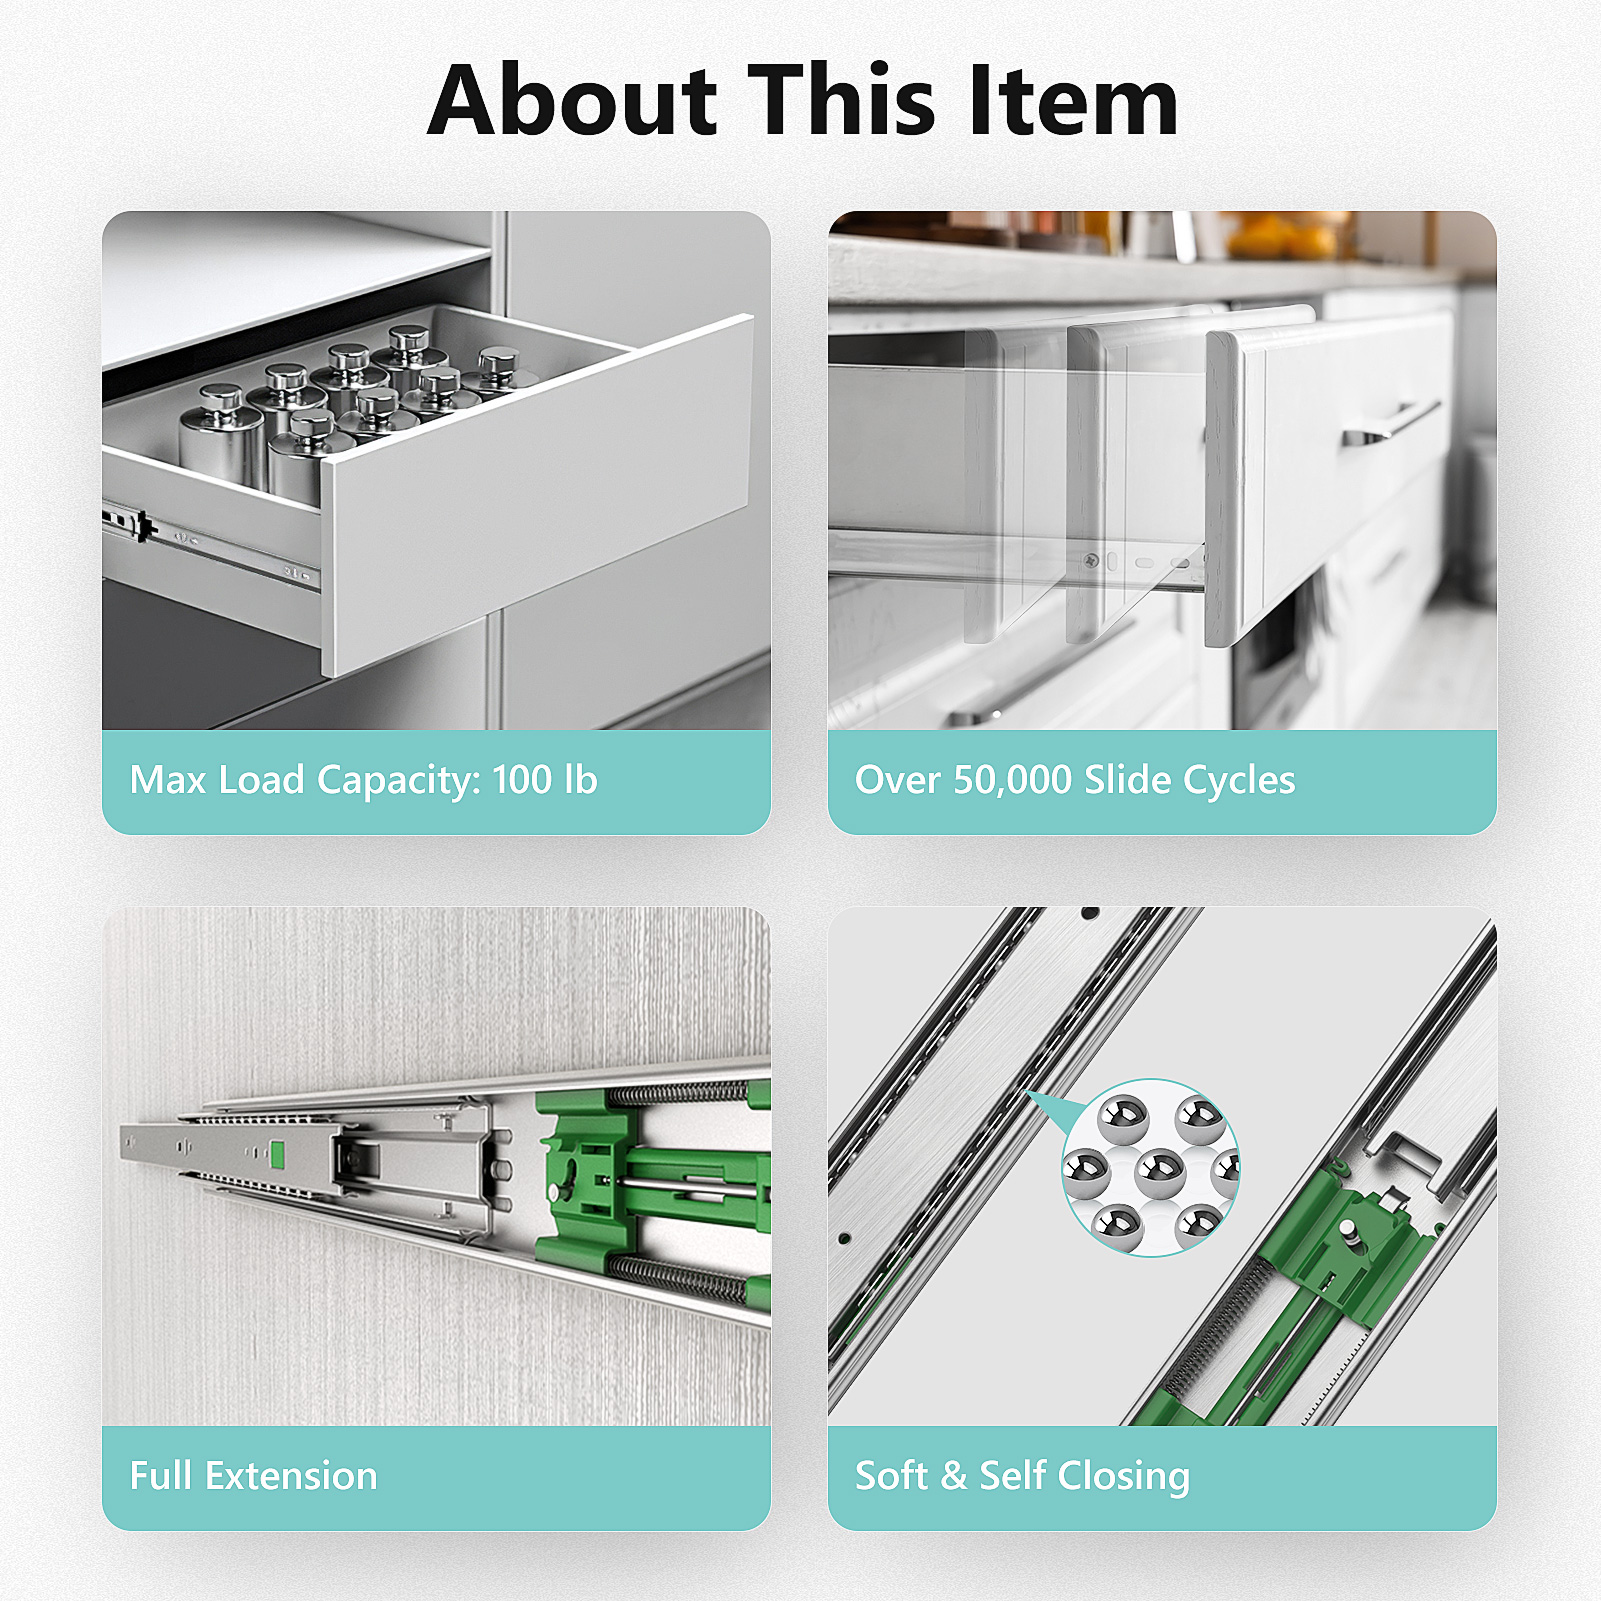 About This Item
Max Load Capacity: 100 lb
Over 50,000 Slide Cycles
Full Extension
Soft & Self Closing